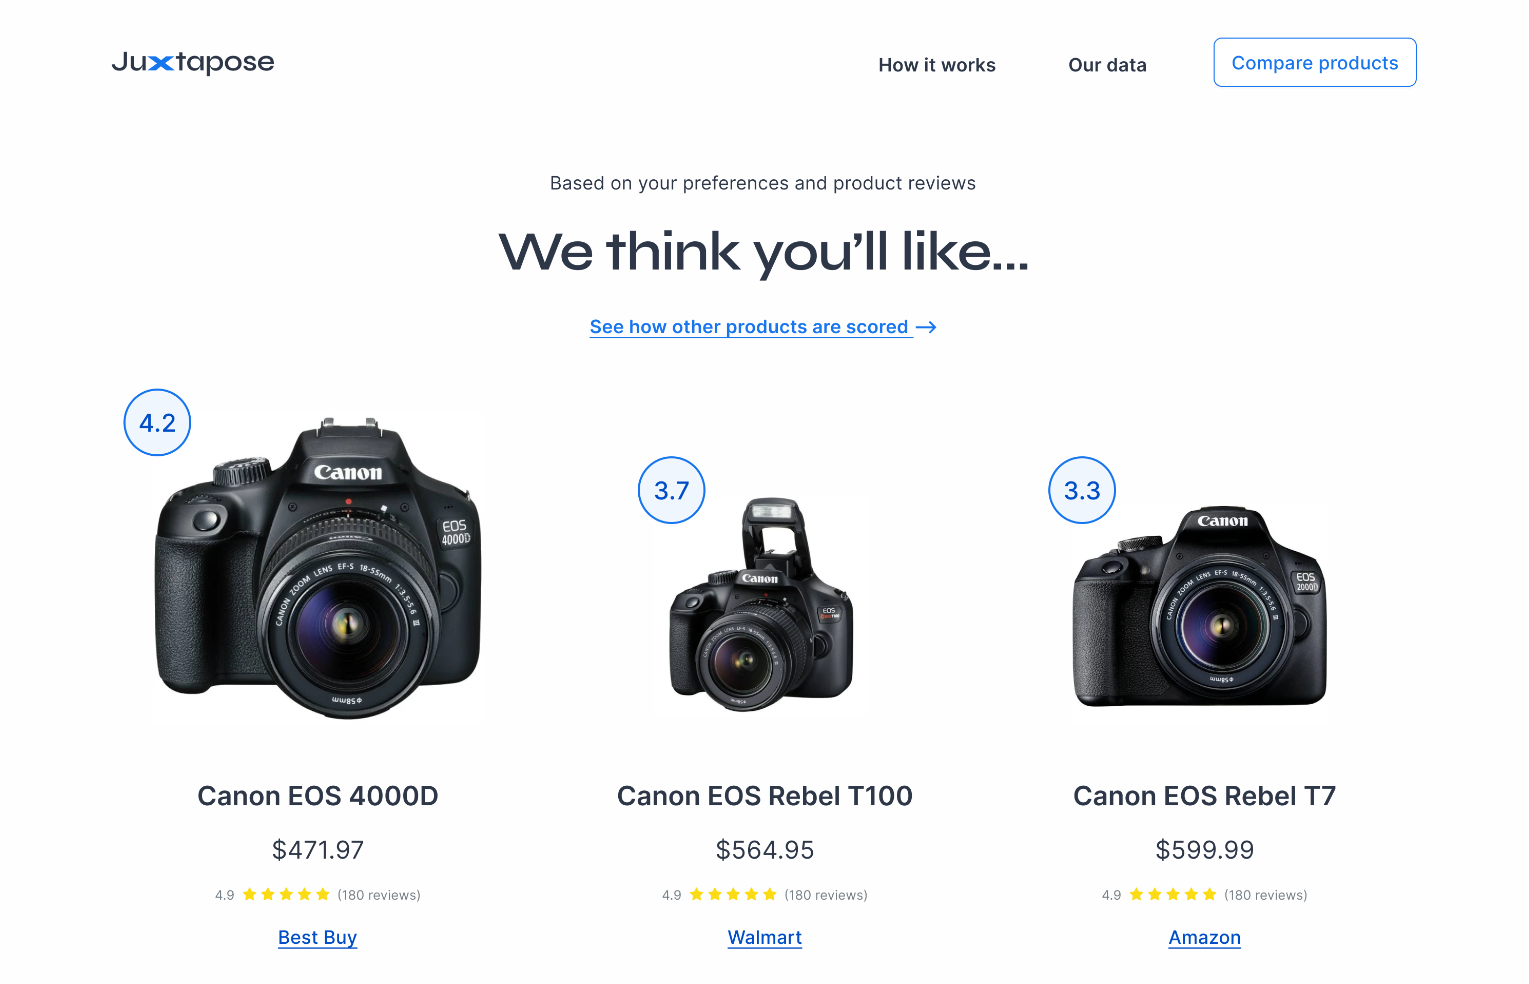 Juxtapose
How it works
Our data
Compare products
Based on your preferences and product reviews
We think you’ll like...
See how other products are scored →
4.2
Canon
EOS
4000D
CANON ZOOM LENS EF-S 18-55mm 1:3.5-5.6 III
ϕ58mm
3.7
Canon
EOS
3.3
Canon
EOS
2000D
CANON ZOOM LENS EF-S 18-55mm 1:3.5-5.6 III
ϕ58mm
Canon EOS 4000D
$471.97
4.9 ★★★★★ (180 reviews)
Best Buy
Canon EOS Rebel T100
$564.95
4.9 ★★★★★ (180 reviews)
Walmart
Canon EOS Rebel T7
$599.99
4.9 ★★★★★ (180 reviews)
Amazon